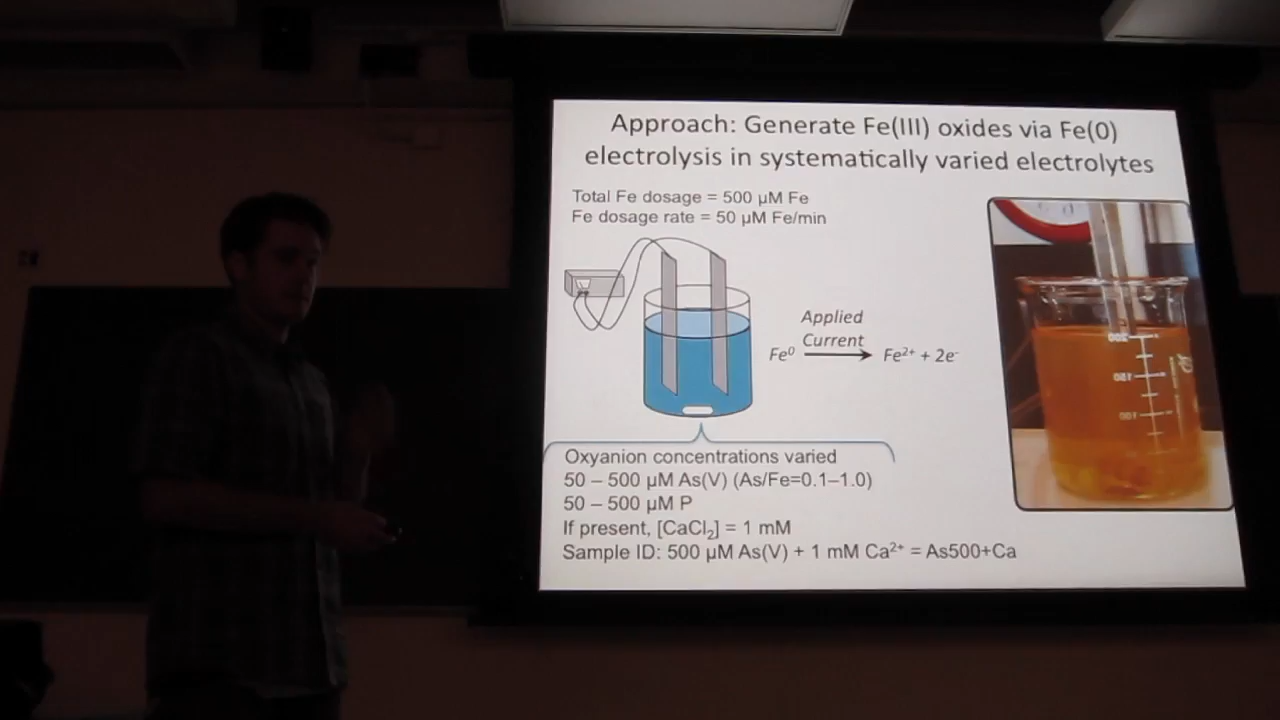 Approach: Generate Fe(III) oxides via Fe(0)
electrolysis in systematically varied electrolytes
Total Fe dosage = 500 µM Fe
Fe dosage rate = 50 µM Fe/min
Applied
Current
Fe⁰ → Fe²⁺ + 2e⁻
Oxyanion concentrations varied
50 – 500 µM As(V) (As/Fe=0.1–1.0)
50 – 500 µM P
If present, [CaCl₂] = 1 mM
Sample ID: 500 µM As(V) + 1 mM Ca²⁺ = As500+Ca